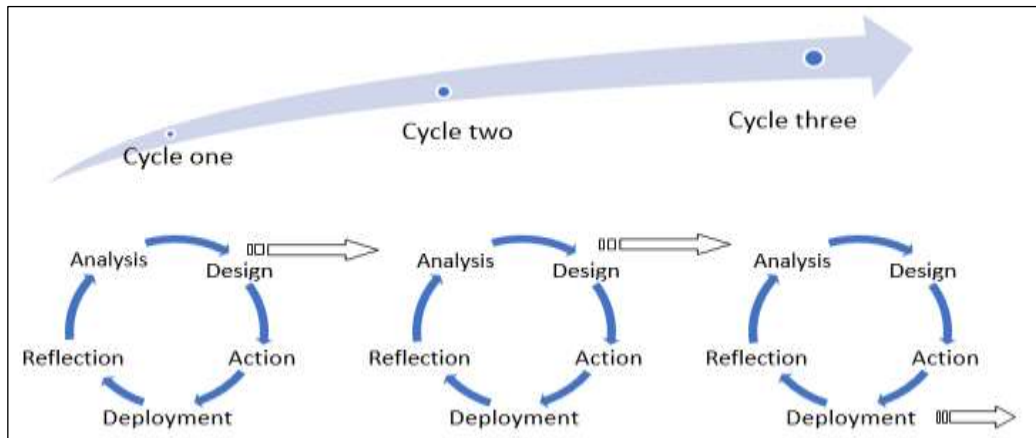 Cycle one
Cycle two
Cycle three
Analysis
Design
Action
Deployment
Reflection
Analysis
Design
Action
Deployment
Reflection
Analysis
Design
Action
Deployment
Reflection